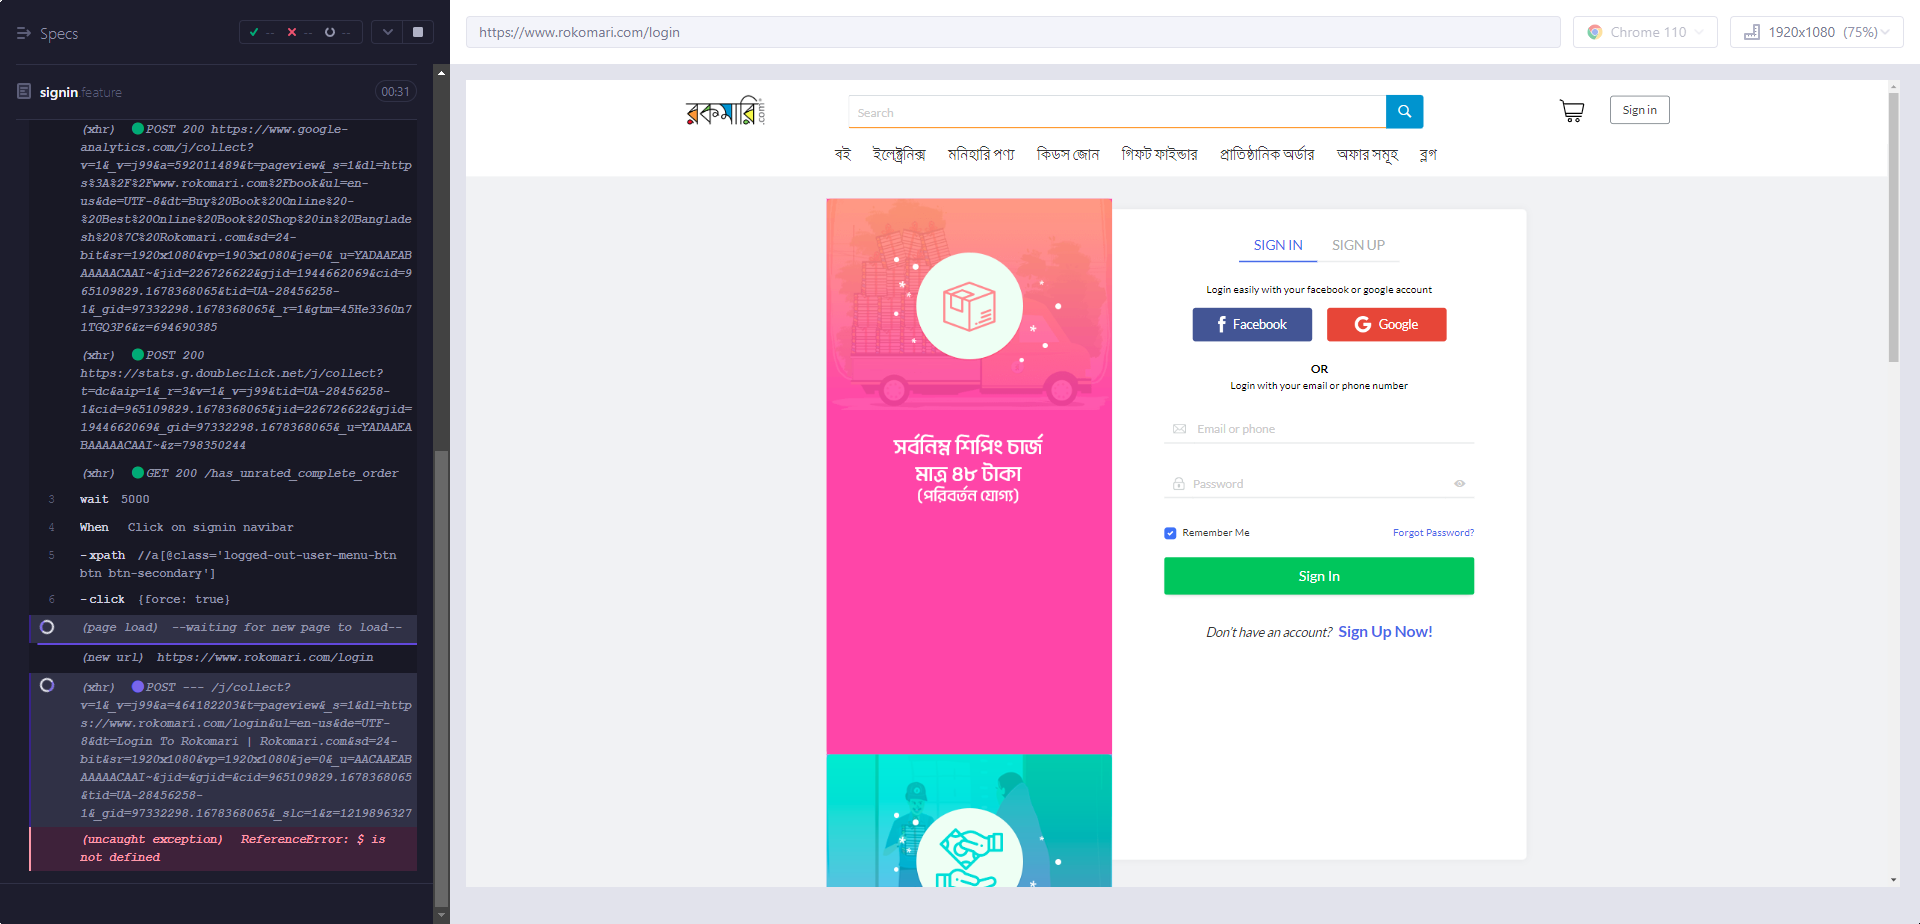 Specs
-- -- --
signin.feature
00:31
(xhr) POST 200 https://www.google-
analytics.com/j/collect?
v=1&_v=j99&a=592011489&t=pageview&_s=1&dl=http
s%3A%2F%2Fwww.rokomari.com%2Fbook&ul=en-
us&de=UTF-8&dt=Buy%20Book%20Online%20-
%20Best%20Online%20Book%20Shop%20in%20Banglade
sh%20%7C%20Rokomari.com&sd=24-
bit&sr=1920x1080&vp=1903x1080&je=0&_u=YADAAEAB
AAAAACAAI~&jid=226726622&gjid=1944662069&cid=9
65109829.1678368065&tid=UA-28456258-
1&_gid=97332298.1678368065&_r=1&gtm=45He3360n7
1TGQ3P6&z=694690385
(xhr) POST 200
https://stats.g.doubleclick.net/j/collect?
t=dc&aip=1&_r=3&v=1&_v=j99&tid=UA-28456258-
1&cid=965109829.1678368065&jid=226726622&gjid=
1944662069&_gid=97332298.1678368065&_u=YADAAEA
BAAAAACAAI~&z=798350244
(xhr) GET 200 /has_unrated_complete_order
3 wait 5000
4 When Click on signin navibar
5 -xpath //a[@class='logged-out-user-menu-btn
btn btn-secondary']
6 -click {force: true}
(page load) --waiting for new page to load--
(new url) https://www.rokomari.com/login
(xhr) POST --- /j/collect?
v=1&_v=j99&a=464182203&t=pageview&_s=1&dl=http
s://www.rokomari.com/login&ul=en-us&de=UTF-
8&dt=Login To Rokomari | Rokomari.com&sd=24-
bit&sr=1920x1080&vp=1920x1080&je=0&_u=AACAAEAB
AAAAACAAI~&jid=&gjid=&cid=965109829.1678368065
&tid=UA-28456258-
1&_gid=97332298.1678368065&_slc=1&z=1219896327
(uncaught exception) ReferenceError: $ is
not defined
https://www.rokomari.com/login
Chrome 110
1920x1080 (75%)
রকমারি.com
Search
Sign in
বই ইলেক্ট্রনিক্স মনিহারি পণ্য কিডস জোন গিফট ফাইন্ডার প্রাতিষ্ঠানিক অর্ডার অফার সমূহ ব্লগ
সর্বনিম্ন শিপিং চার্জ
মাত্র ৪৮ টাকা
(পরিবর্তন যোগ্য)
SIGN IN SIGN UP
Login easily with your facebook or google account
Facebook Google
OR
Login with your email or phone number
Email or phone
Password
Remember Me Forgot Password?
Sign In
Don't have an account? Sign Up Now!